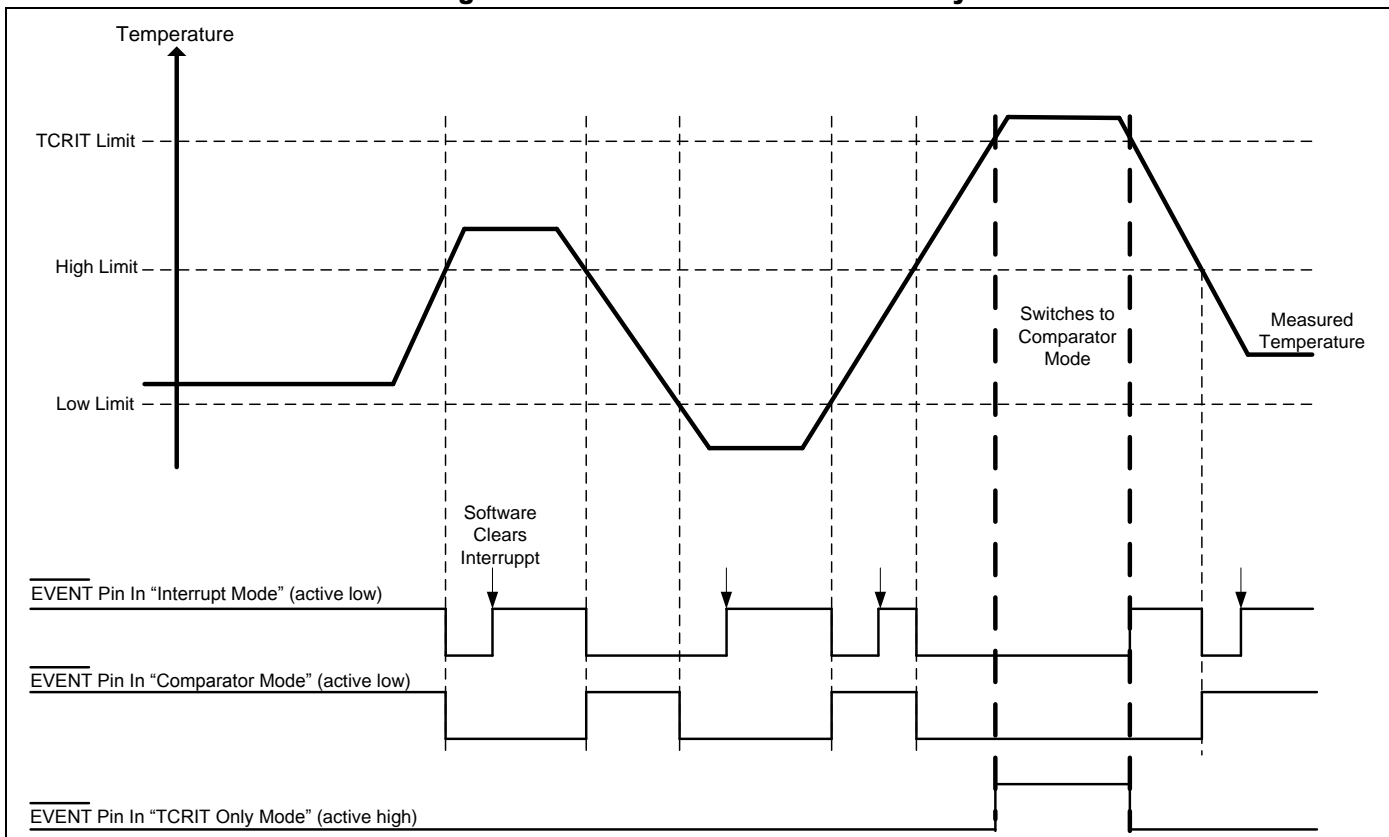 Temperature
TCRIT Limit
High Limit
Low Limit
Switches to
Comparator
Mode
Measured
Temperature
Software
Clears
Interruppt
EVENT Pin In “Interrupt Mode” (active low)
EVENT Pin In “Comparator Mode” (active low)
EVENT Pin In “TCRIT Only Mode” (active high)